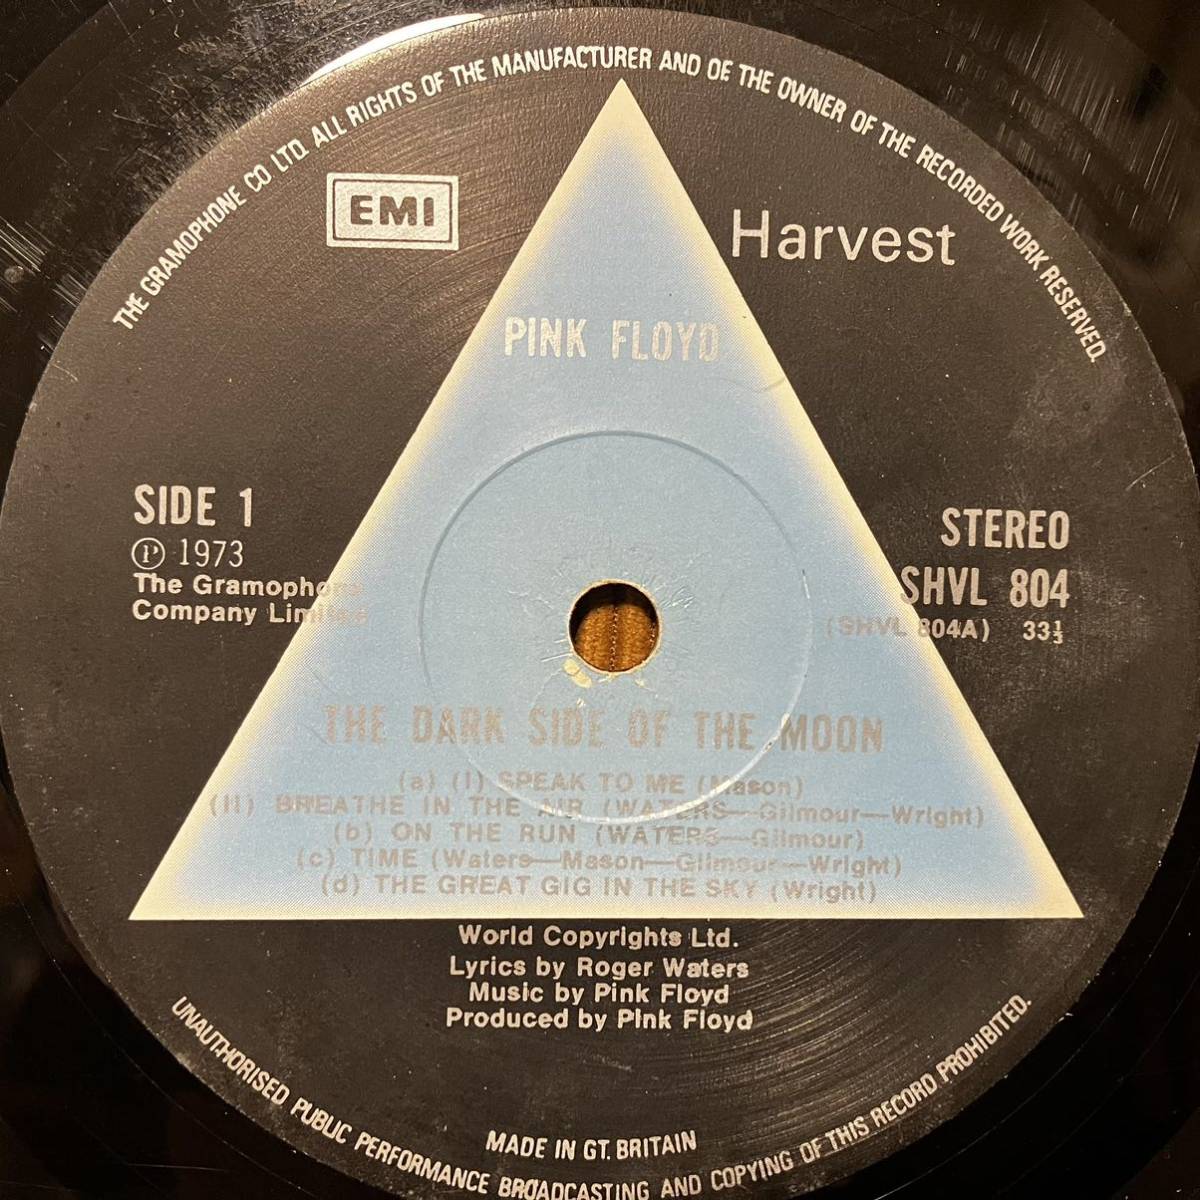 THE GRAMOPHONE CO LTD. ALL RIGHTS OF THE MANUFACTURER AND OF THE OWNER OF THE RECORDED WORK RESERVED.
EMI
Harvest
PINK FLOYD
SIDE 1
Ⓟ 1973
The Gramophone
Company Limited
STEREO
SHVL 804
(SHVL 804A) 33⅓
THE DARK SIDE OF THE MOON
(a) (I) SPEAK TO ME (Mason)
(II) BREATHE IN THE AIR (WATERS—Gilmour—Wright)
(b) ON THE RUN (WATERS—Gilmour)
(c) TIME (Waters—Mason—Gilmour—Wright)
(d) THE GREAT GIG IN THE SKY (Wright)
World Copyrights Ltd.
Lyrics by Roger Waters
Music by Pink Floyd
Produced by Pink Floyd
MADE IN GT. BRITAIN
UNAUTHORISED PUBLIC PERFORMANCE BROADCASTING AND COPYING OF THIS RECORD PROHIBITED.